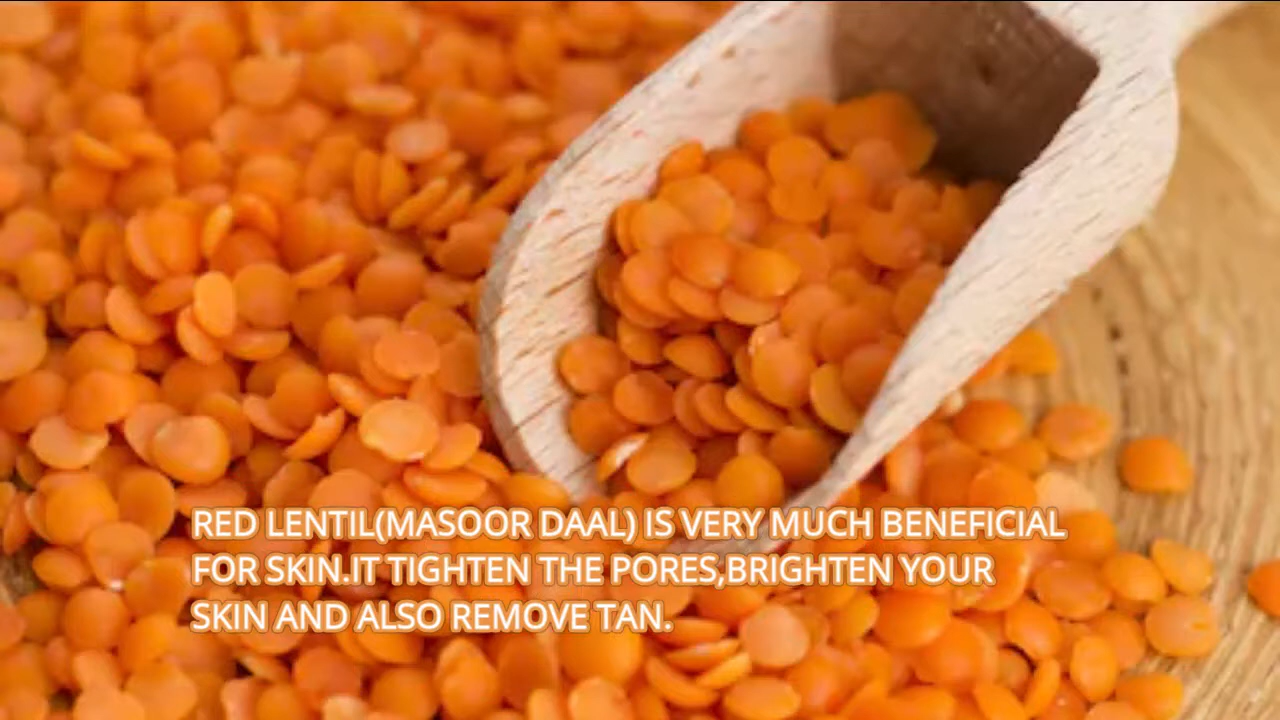 RED LENTIL(MASOOR DAAL) IS VERY MUCH BENEFICIAL
FOR SKIN.IT TIGHTEN THE PORES,BRIGHTEN YOUR
SKIN AND ALSO REMOVE TAN.